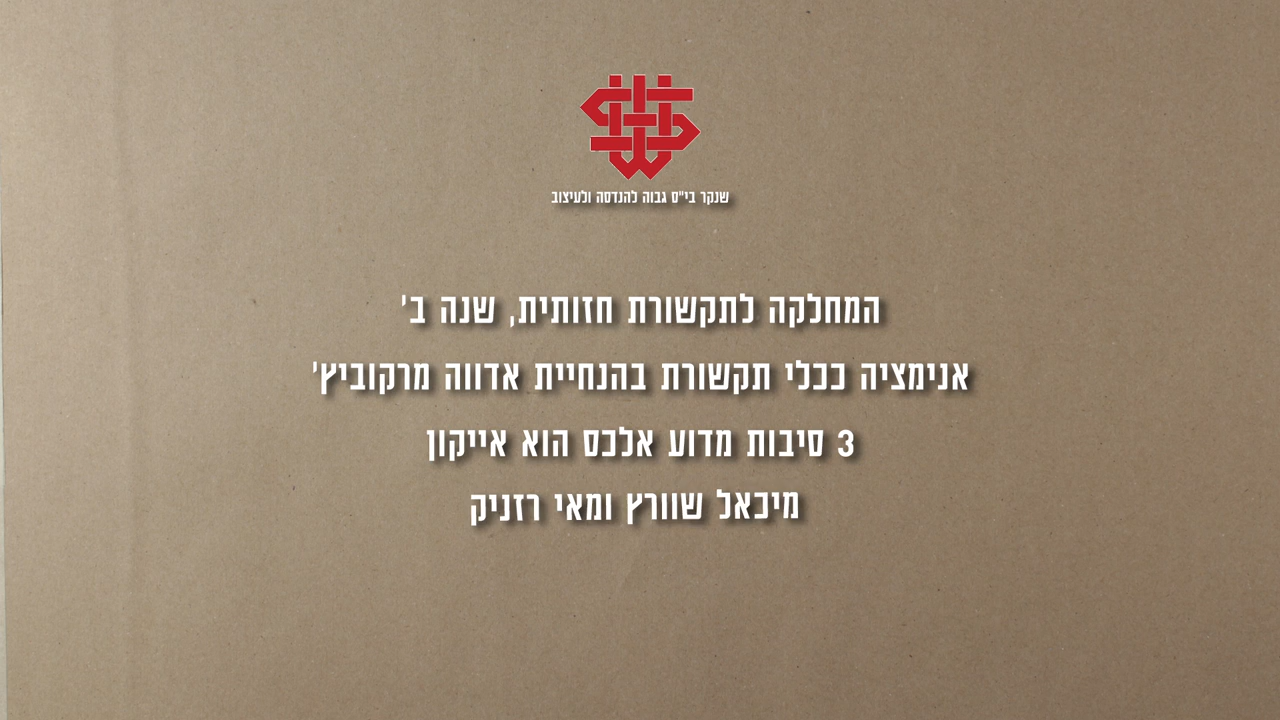 שנקר בי"ס גבוה להנדסה ולעיצוב
המחלקה לתקשורת חזותית, שנה ב'
אנימציה ככלי תקשורת בהנחיית אדווה מרקוביץ'
3 סיבות מדוע אלכס הוא אייקון
מיכאל שוורץ ומאי רזניק